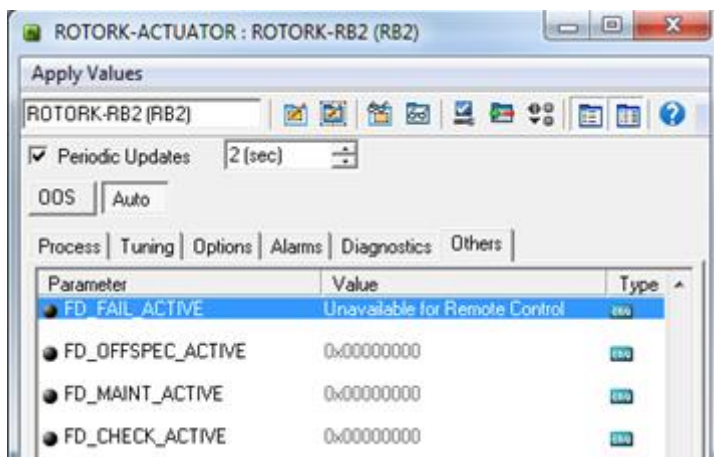 ROTORK-ACTUATOR : ROTORK-RB2 (RB2)
Apply Values
ROTORK-RB2 (RB2)
Periodic Updates 2 (sec)
OOS Auto
Process Tuning Options Alarms Diagnostics Others
Parameter Value Type
FD_FAIL_ACTIVE Unavailable for Remote Control
FD_OFFSPEC_ACTIVE 0x00000000
FD_MAINT_ACTIVE 0x00000000
FD_CHECK_ACTIVE 0x00000000